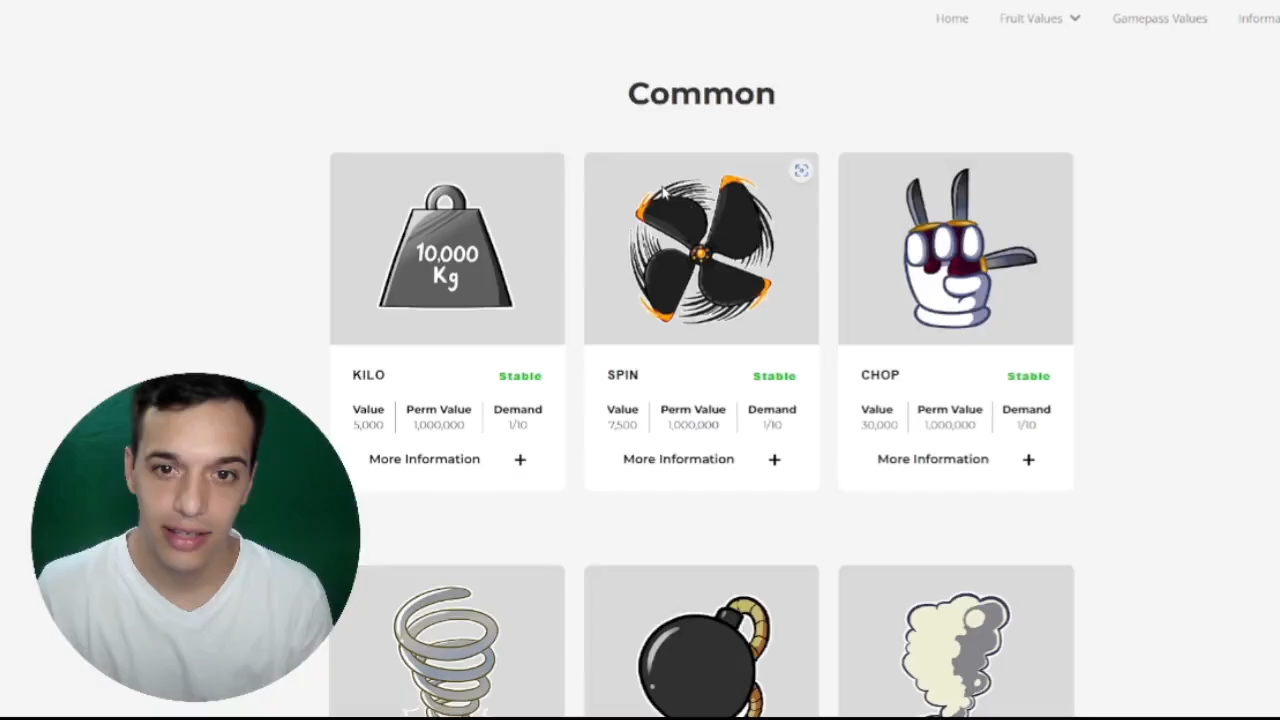 Home Fruit Values Gamepass Values Informa
Common
10,000
Kg
KILO Stable
Value Perm Value Demand
5,000 1,000,000 1/10
More Information +
SPIN Stable
Value Perm Value Demand
7,500 1,000,000 1/10
More Information +
CHOP Stable
Value Perm Value Demand
30,000 1,000,000 1/10
More Information +